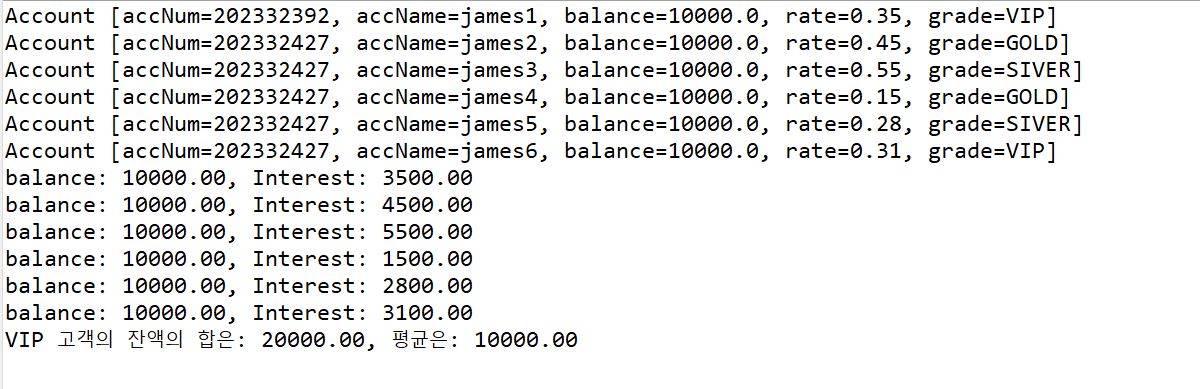 Account [accNum=202332392, accName=james1, balance=10000.0, rate=0.35, grade=VIP]
Account [accNum=202332427, accName=james2, balance=10000.0, rate=0.45, grade=GOLD]
Account [accNum=202332427, accName=james3, balance=10000.0, rate=0.55, grade=SIVER]
Account [accNum=202332427, accName=james4, balance=10000.0, rate=0.15, grade=GOLD]
Account [accNum=202332427, accName=james5, balance=10000.0, rate=0.28, grade=SIVER]
Account [accNum=202332427, accName=james6, balance=10000.0, rate=0.31, grade=VIP]
balance: 10000.00, Interest: 3500.00
balance: 10000.00, Interest: 4500.00
balance: 10000.00, Interest: 5500.00
balance: 10000.00, Interest: 1500.00
balance: 10000.00, Interest: 2800.00
balance: 10000.00, Interest: 3100.00
VIP 고객의 잔액의 합은: 20000.00, 평균은: 10000.00